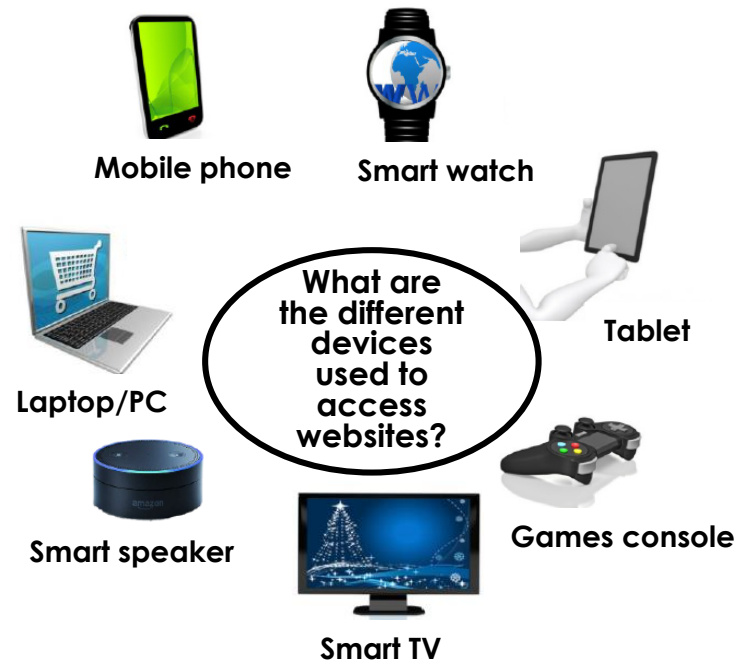 Mobile phone
Smart watch
What are
the different
devices
used to
access
websites?
Tablet
Laptop/PC
amazon
Smart speaker
Games console
Smart TV